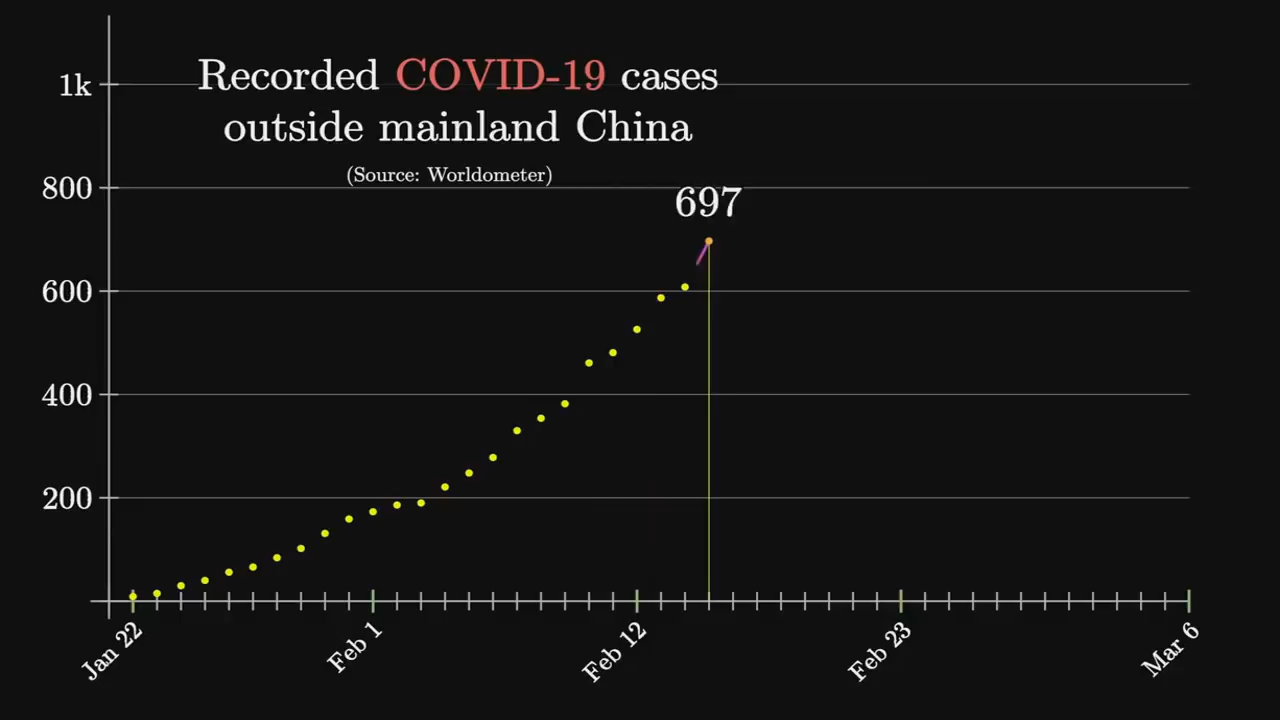 Recorded COVID-19 cases
outside mainland China
(Source: Worldometer)
697
1k
800
600
400
200
Jan 22
Feb 1
Feb 12
Feb 23
Mar 6